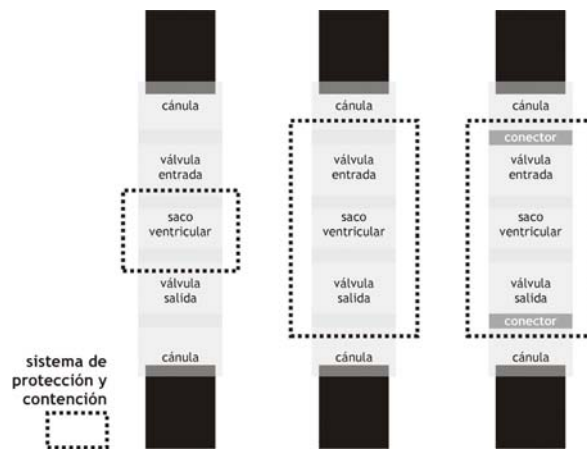 cánula
válvula
entrada
saco
ventricular
válvula
salida
cánula
cánula
válvula
entrada
saco
ventricular
válvula
salida
cánula
cánula
conector
válvula
entrada
saco
ventricular
válvula
salida
conector
cánula
sistema de
protección y
contención